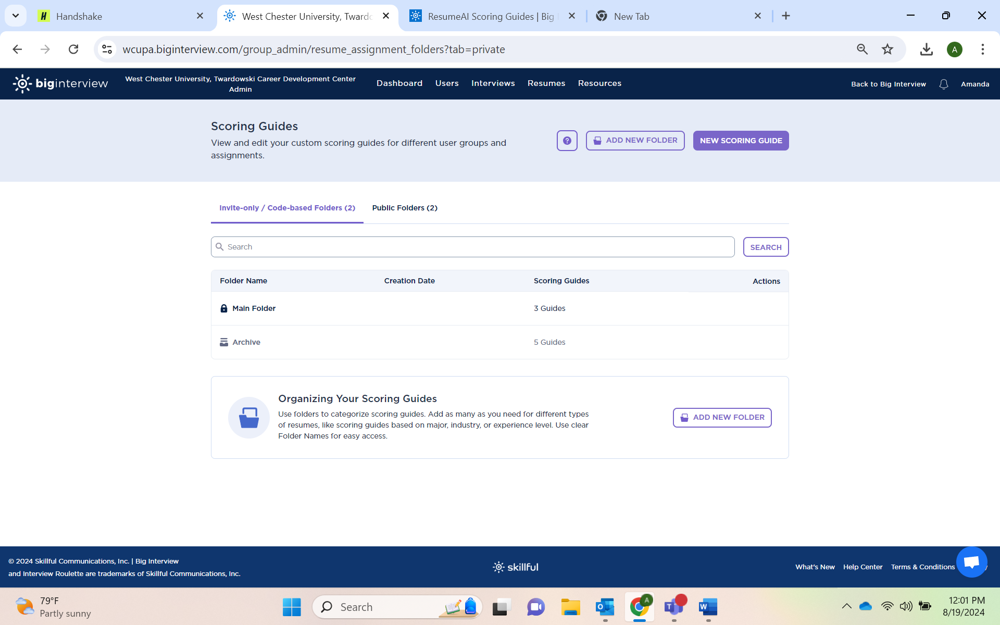 Handshake
West Chester University, Twardo
ResumeAI Scoring Guides | Big
New Tab
wcupa.biginterview.com/group_admin/resume_assignment_folders?tab=private
A
biginterview
West Chester University, Twardowski Career Development Center
Admin
Dashboard
Users
Interviews
Resumes
Resources
Back to Big Interview
Amanda
Scoring Guides
View and edit your custom scoring guides for different user groups and
assignments.
?
ADD NEW FOLDER
NEW SCORING GUIDE
Invite-only / Code-based Folders (2)
Public Folders (2)
Search
SEARCH
Folder Name
Creation Date
Scoring Guides
Actions
Main Folder
3 Guides
Archive
5 Guides
Organizing Your Scoring Guides
Use folders to categorize scoring guides. Add as many as you need for different types
of resumes, like scoring guides based on major, industry, or experience level. Use clear
Folder Names for easy access.
ADD NEW FOLDER
© 2024 Skillful Communications, Inc. | Big Interview
and Interview Roulette are trademarks of Skillful Communications, Inc.
skillful
What's New
Help Center
Terms & Conditions
79°F
Partly sunny
Search
A
12:01 PM
8/19/2024